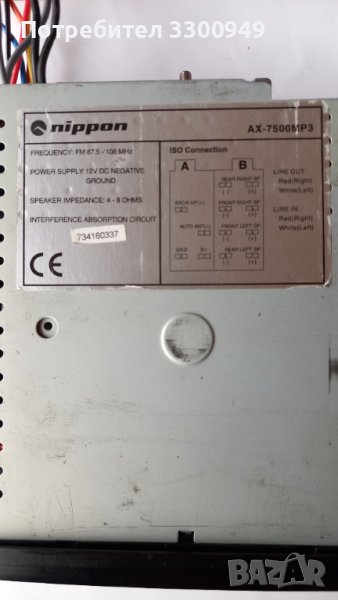 Потребител 3300949
nippon
AX-7500MP3
FREQUENCY: FM 87.5 - 108 MHz
POWER SUPPLY: 12V DC NEGATIVE
GROUND
SPEAKER IMPEDANCE: 4 - 8 OHMS
INTERFERENCE ABSORPTION CIRCUIT
734160337
CE
ISO Connection
A B
REAR RIGHT SP
(-) (+)
BACK UP(+)
FRONT RIGHT SP
(-) (+)
AUTO ANT(+)
FRONT LEFT SP
(-) (+)
GND B+
REAR LEFT SP
(-) (+)
LINE OUT:
Red(Right)
White(Left)
LINE IN:
Red(Right)
White(Left)
BAZAR
bazar.bg